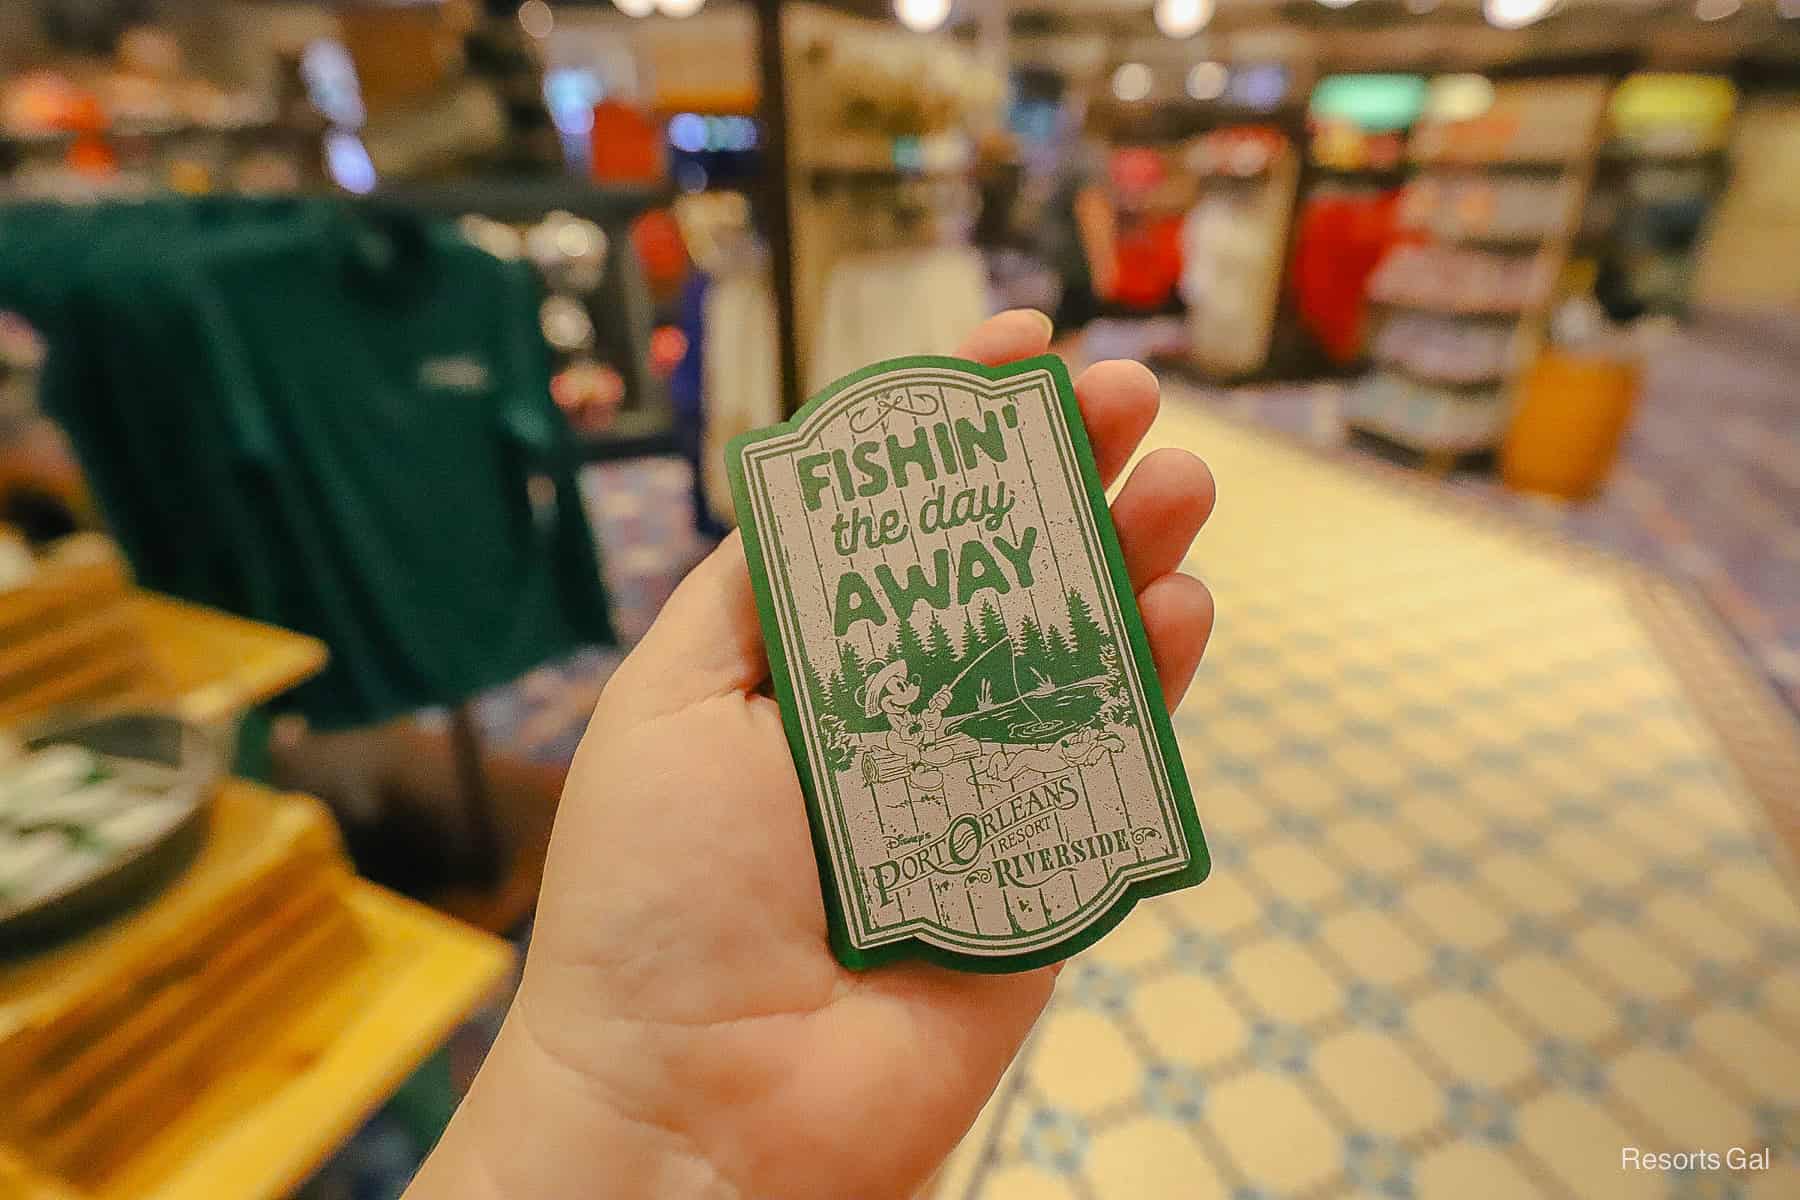 FISHIN'
the day
AWAY
DISNEY'S
PORT ORLEANS
RESORT
RIVERSIDE
Resorts Gal